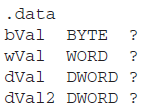 .data
bVal  BYTE  ?
wVal  WORD  ?
dVal  DWORD ?
dVal2 DWORD ?